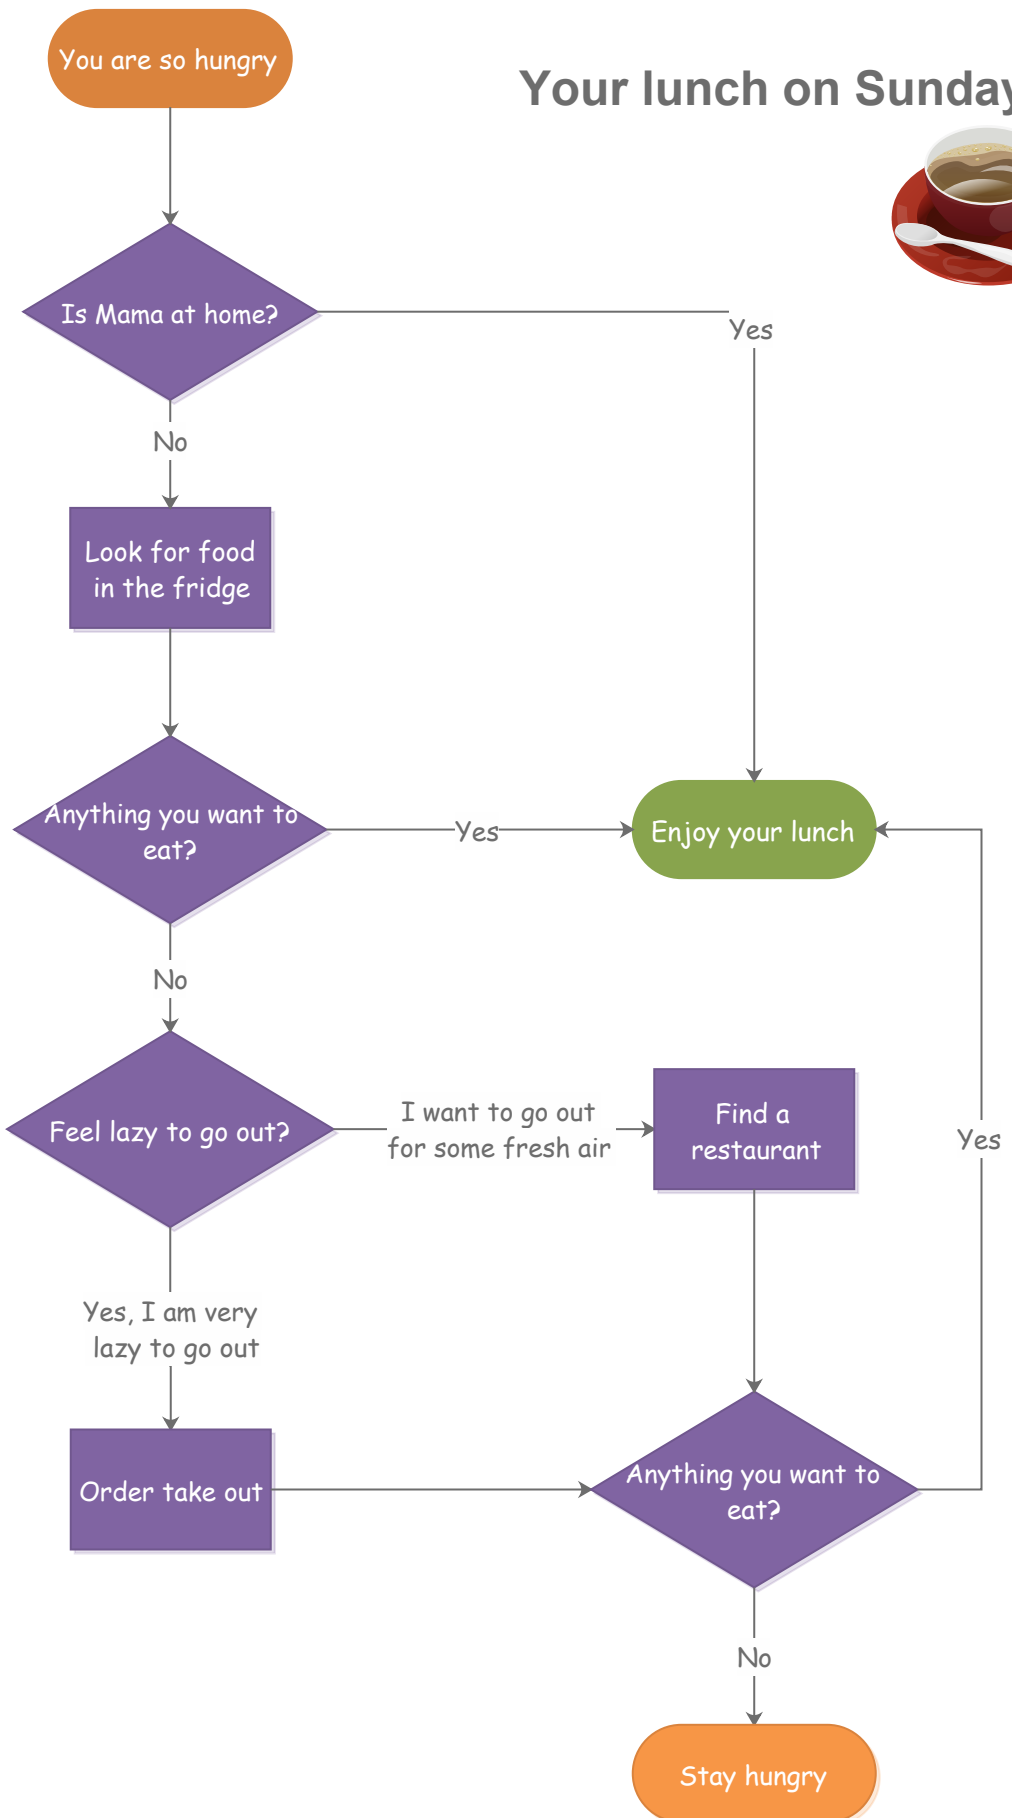 You are so hungry
Your lunch on Sunday
Is Mama at home?
Yes
No
Look for food
in the fridge
Anything you want to
eat?
Yes
Enjoy your lunch
No
Feel lazy to go out?
I want to go out
for some fresh air
Find a
restaurant
Yes
Yes, I am very
lazy to go out
Order take out
Anything you want to
eat?
No
Stay hungry